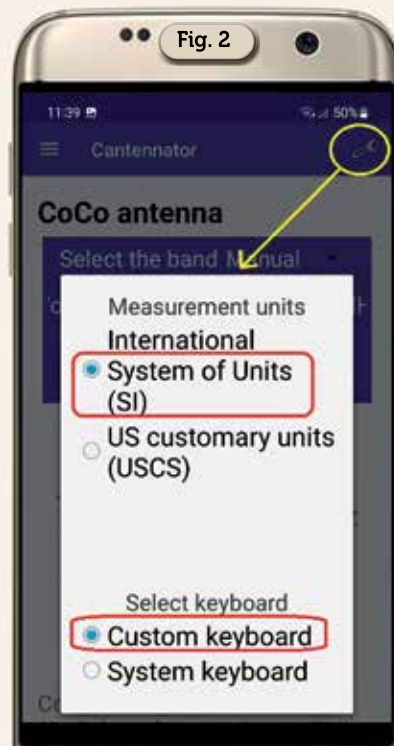 Fig. 2
11:39
50%
Cantennator
CoCo antenna
Select the band Manual
Measurement units
International
System of Units
(SI)
US customary units
(USCS)
Select keyboard
Custom keyboard
System keyboard
Co